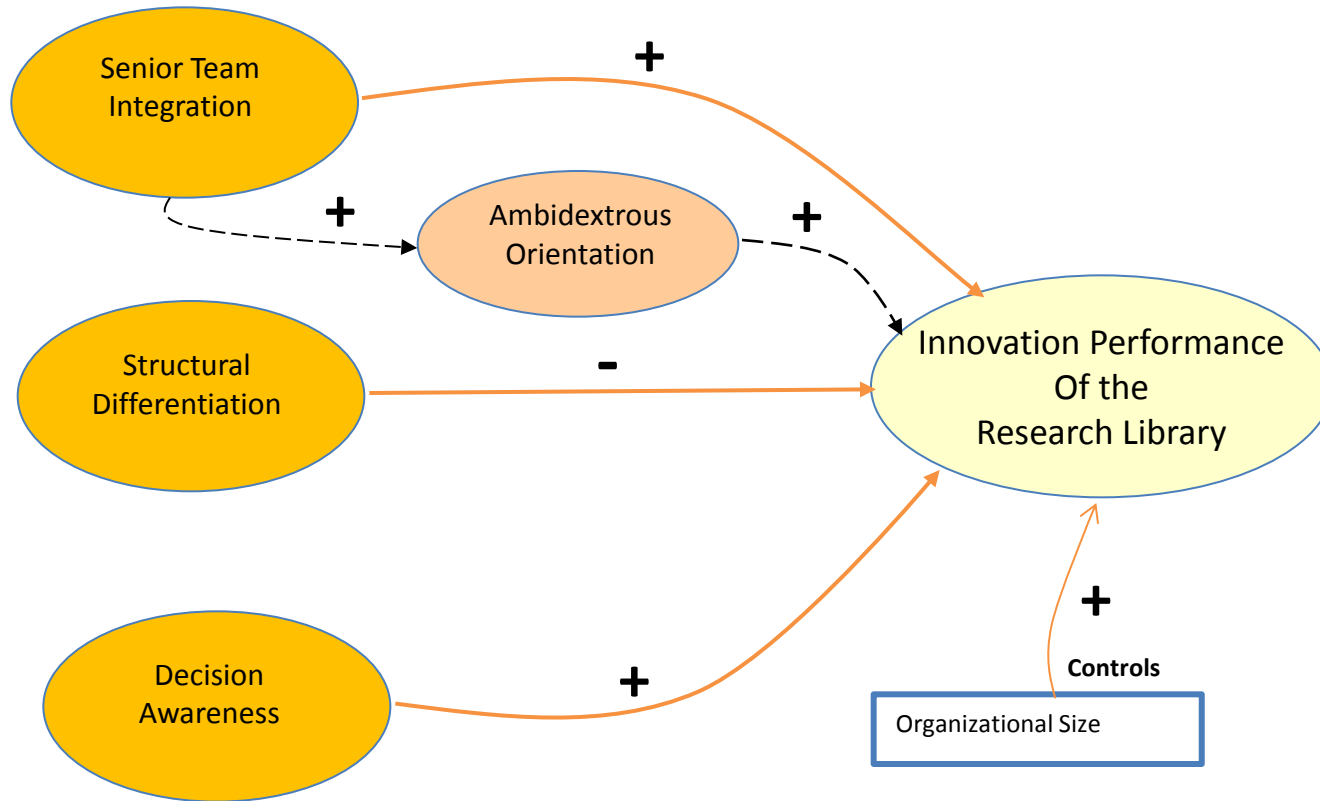 +
Senior Team
Integration
+
Ambidextrous
Orientation
+
Innovation Performance
Of the
Research Library
Structural
Differentiation
-
Decision
Awareness
+
+
Controls
Organizational Size